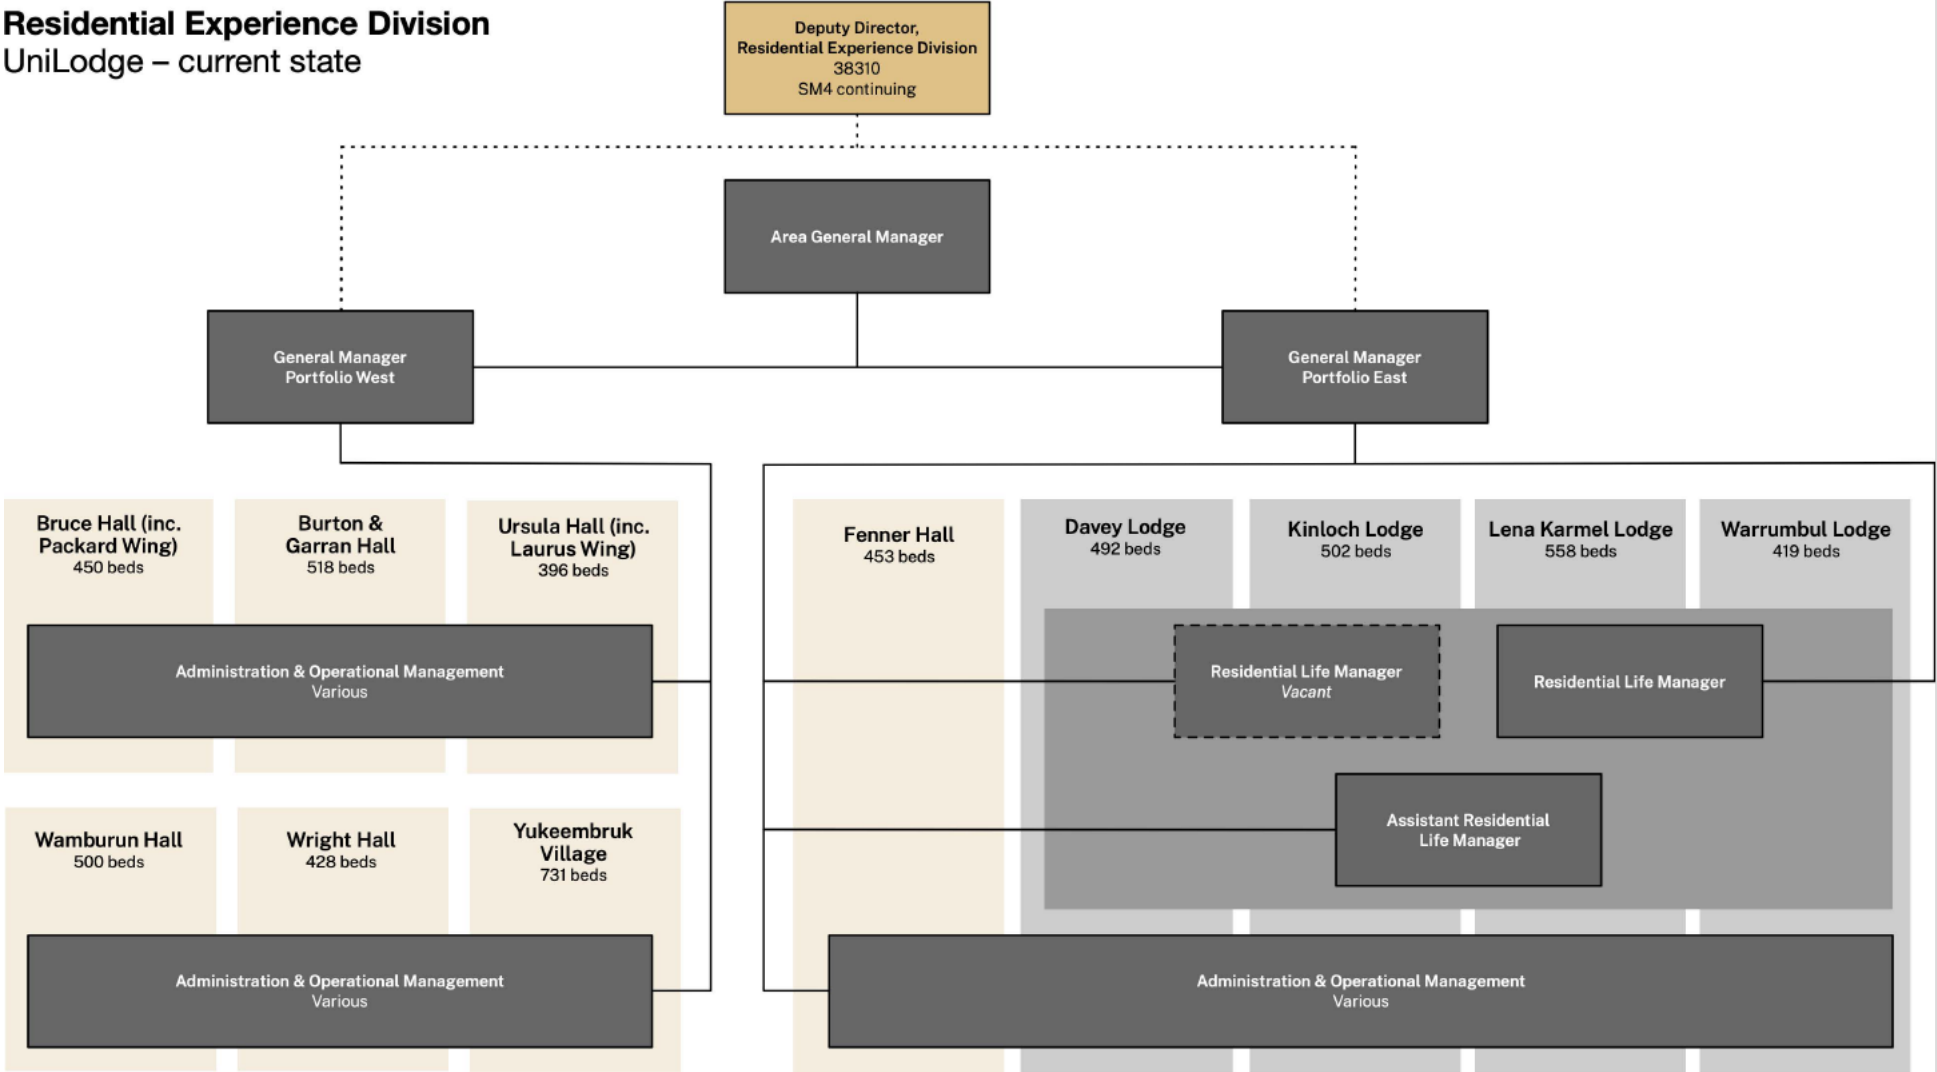 Residential Experience Division
UniLodge – current state
Deputy Director,
Residential Experience Division
38310
SM4 continuing
Area General Manager
General Manager
Portfolio West
General Manager
Portfolio East
Bruce Hall (inc.
Packard Wing)
450 beds
Burton &
Garran Hall
518 beds
Ursula Hall (inc.
Laurus Wing)
396 beds
Fenner Hall
453 beds
Davey Lodge
492 beds
Kinloch Lodge
502 beds
Lena Karmel Lodge
558 beds
Warrumbul Lodge
419 beds
Administration & Operational Management
Various
Residential Life Manager
Vacant
Residential Life Manager
Assistant Residential
Life Manager
Wamburun Hall
500 beds
Wright Hall
428 beds
Yukeembruk
Village
731 beds
Administration & Operational Management
Various
Administration & Operational Management
Various